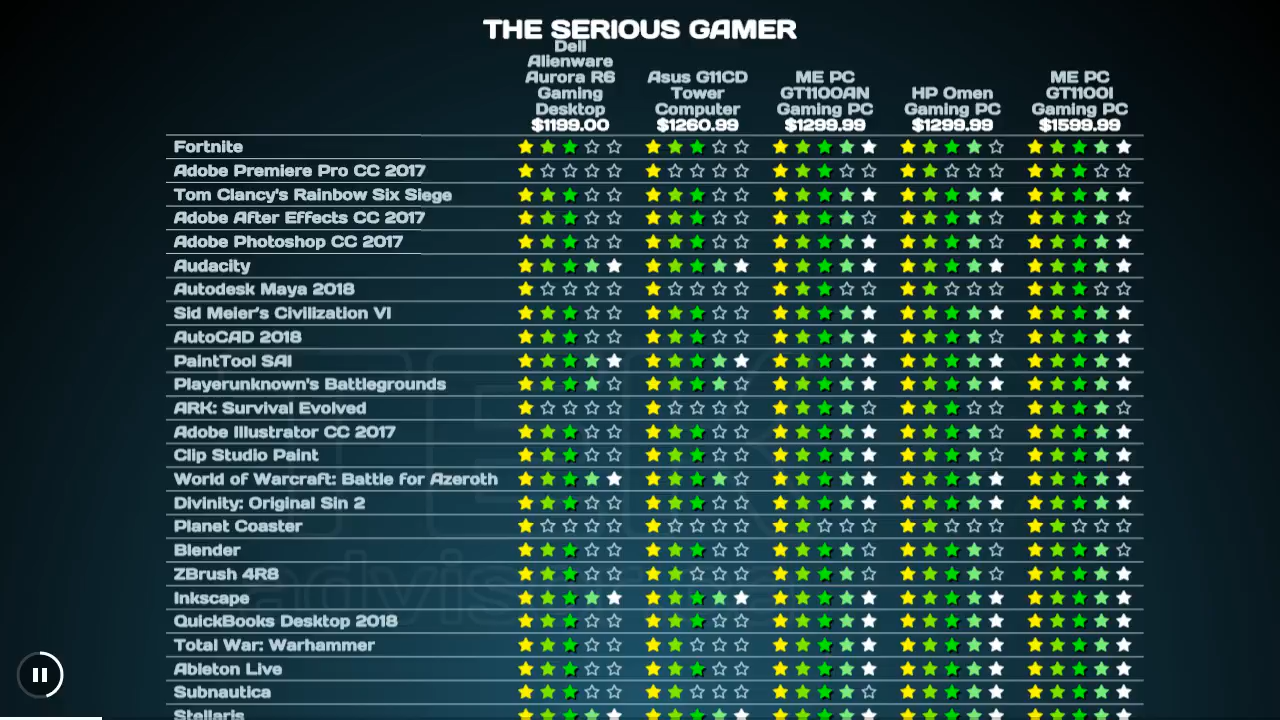 THE SERIOUS GAMER
Dell
Alienware
Aurora R6
Gaming
Desktop
$1199.00
Asus G11CD
Tower
Computer
$1260.99
ME PC
GT1100AN
Gaming PC
$1299.99
HP Omen
Gaming PC
$1299.99
ME PC
GT1100I
Gaming PC
$1599.99
Fortnite
Adobe Premiere Pro CC 2017
Tom Clancy's Rainbow Six Siege
Adobe After Effects CC 2017
Adobe Photoshop CC 2017
Audacity
Autodesk Maya 2018
Sid Meier's Civilization VI
AutoCAD 2018
PaintTool SAI
Playerunknown's Battlegrounds
ARK: Survival Evolved
Adobe Illustrator CC 2017
Clip Studio Paint
World of Warcraft: Battle for Azeroth
Divinity: Original Sin 2
Planet Coaster
Blender
ZBrush 4R8
Inkscape
QuickBooks Desktop 2018
Total War: Warhammer
Ableton Live
Subnautica
Stellaris